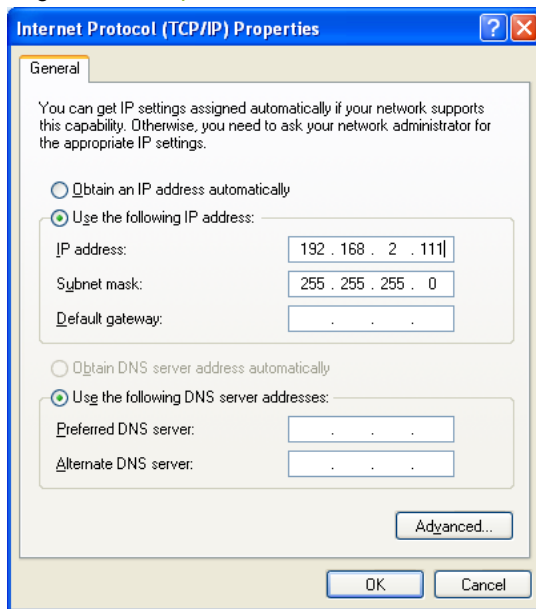 Internet Protocol (TCP/IP) Properties
General
You can get IP settings assigned automatically if your network supports
this capability. Otherwise, you need to ask your network administrator for
the appropriate IP settings.
Obtain an IP address automatically
Use the following IP address:
IP address: 192 . 168 . 2 . 111
Subnet mask: 255 . 255 . 255 . 0
Default gateway: . . .
Obtain DNS server address automatically
Use the following DNS server addresses:
Preferred DNS server: . . .
Alternate DNS server: . . .
Advanced...
OK Cancel